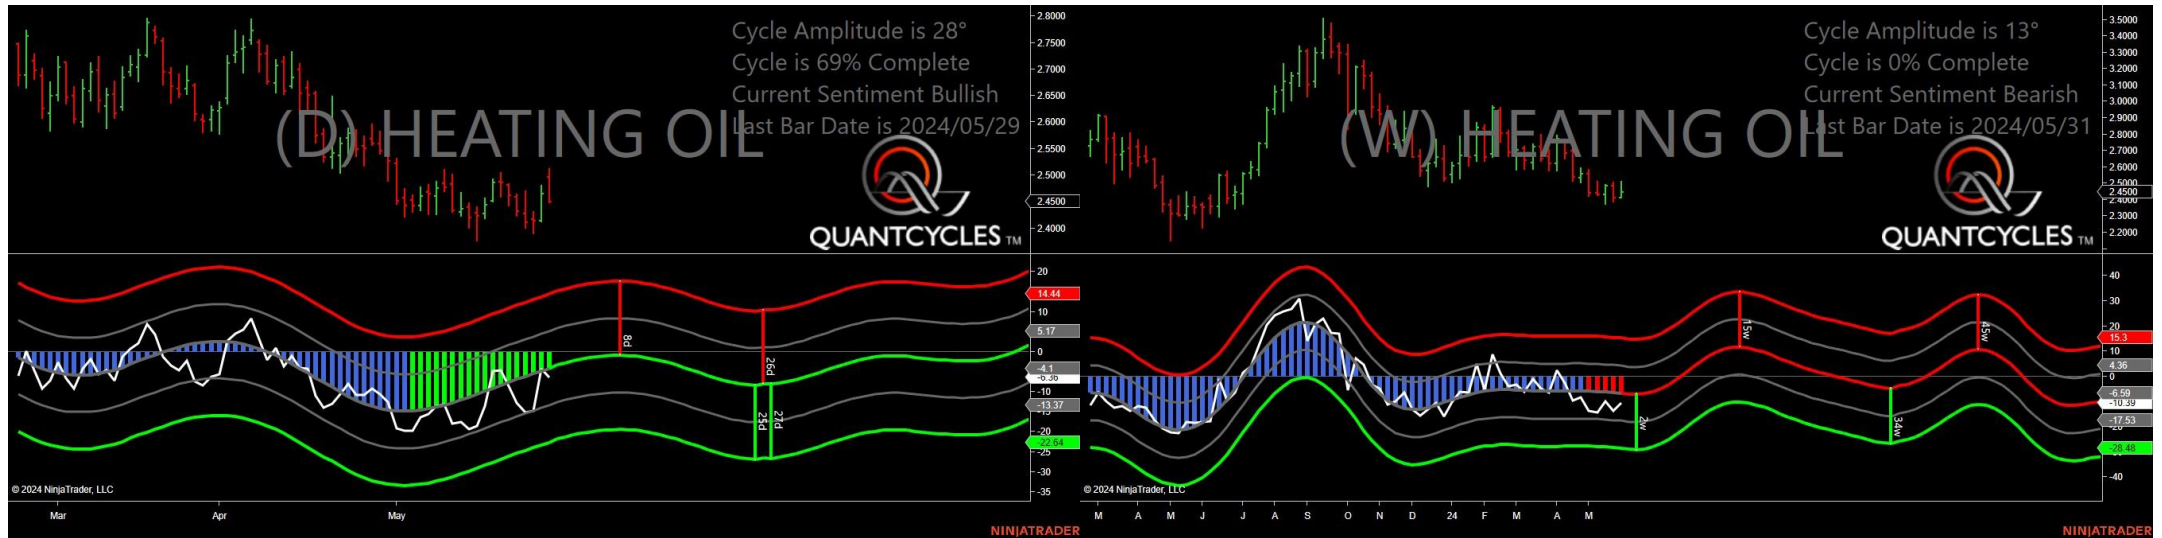 Cycle Amplitude is 28°
Cycle is 69% Complete
Current Sentiment Bullish
Last Bar Date is 2024/05/29
(D) HEATING OIL
QUANTCYCLES TM
2.8000
2.7500
2.7000
2.6500
2.6000
2.5500
2.5000
2.4500
2.4000
20
14.44
10
5.17
0
-4.1
-6.36
-10
-13.37
-20
-22.64
-25
-30
-35
8d
26d
25d
27d
© 2024 NinjaTrader, LLC
Mar
Apr
May
NINJATRADER
Cycle Amplitude is 13°
Cycle is 0% Complete
Current Sentiment Bearish
Last Bar Date is 2024/05/31
(W) HEATING OIL
QUANTCYCLES TM
3.5000
3.4000
3.3000
3.2000
3.1000
3.0000
2.9000
2.8000
2.7000
2.6000
2.5000
2.4500
2.4000
2.3000
2.2000
40
30
20
15.3
10
4.36
0
-6.59
-10.39
-17.53
-28.48
-40
15w
45w
2w
34w
© 2024 NinjaTrader, LLC
M A M J J A S O N D 24 F M A M
NINJATRADER